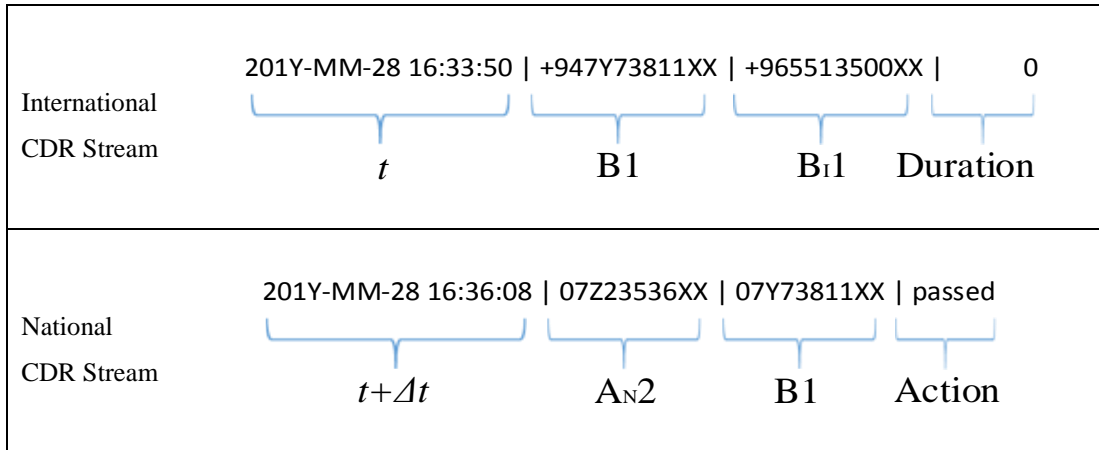 201Y-MM-28 16:33:50 | +947Y73811XX | +965513500XX | 0
International
CDR Stream
t B1 BI1 Duration
201Y-MM-28 16:36:08 | 07Z23536XX | 07Y73811XX | passed
National
CDR Stream
t+Δt AN2 B1 Action